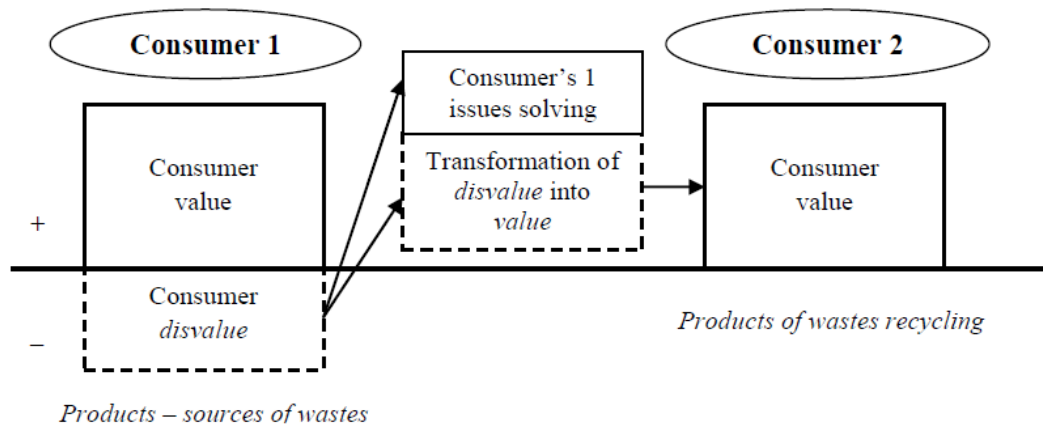 Consumer 1
Consumer 2
Consumer's 1
issues solving
Transformation of
disvalue into
value
Consumer
value
Consumer
value
+
Consumer
disvalue
–
Products of wastes recycling
Products – sources of wastes